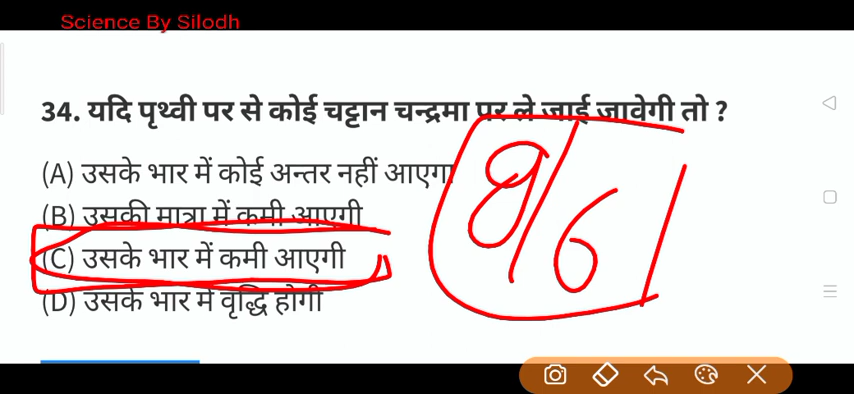 Science By Silodh
34. यदि पृथ्वी पर से कोई चट्टान चन्द्रमा पर ले जाई जावेगी तो ?
(A) उसके भार में कोई अन्तर नहीं आएगा
(B) उसकी मात्रा में कमी आएगी
(C) उसके भार में कमी आएगी
(D) उसके भार में वृद्धि होगी